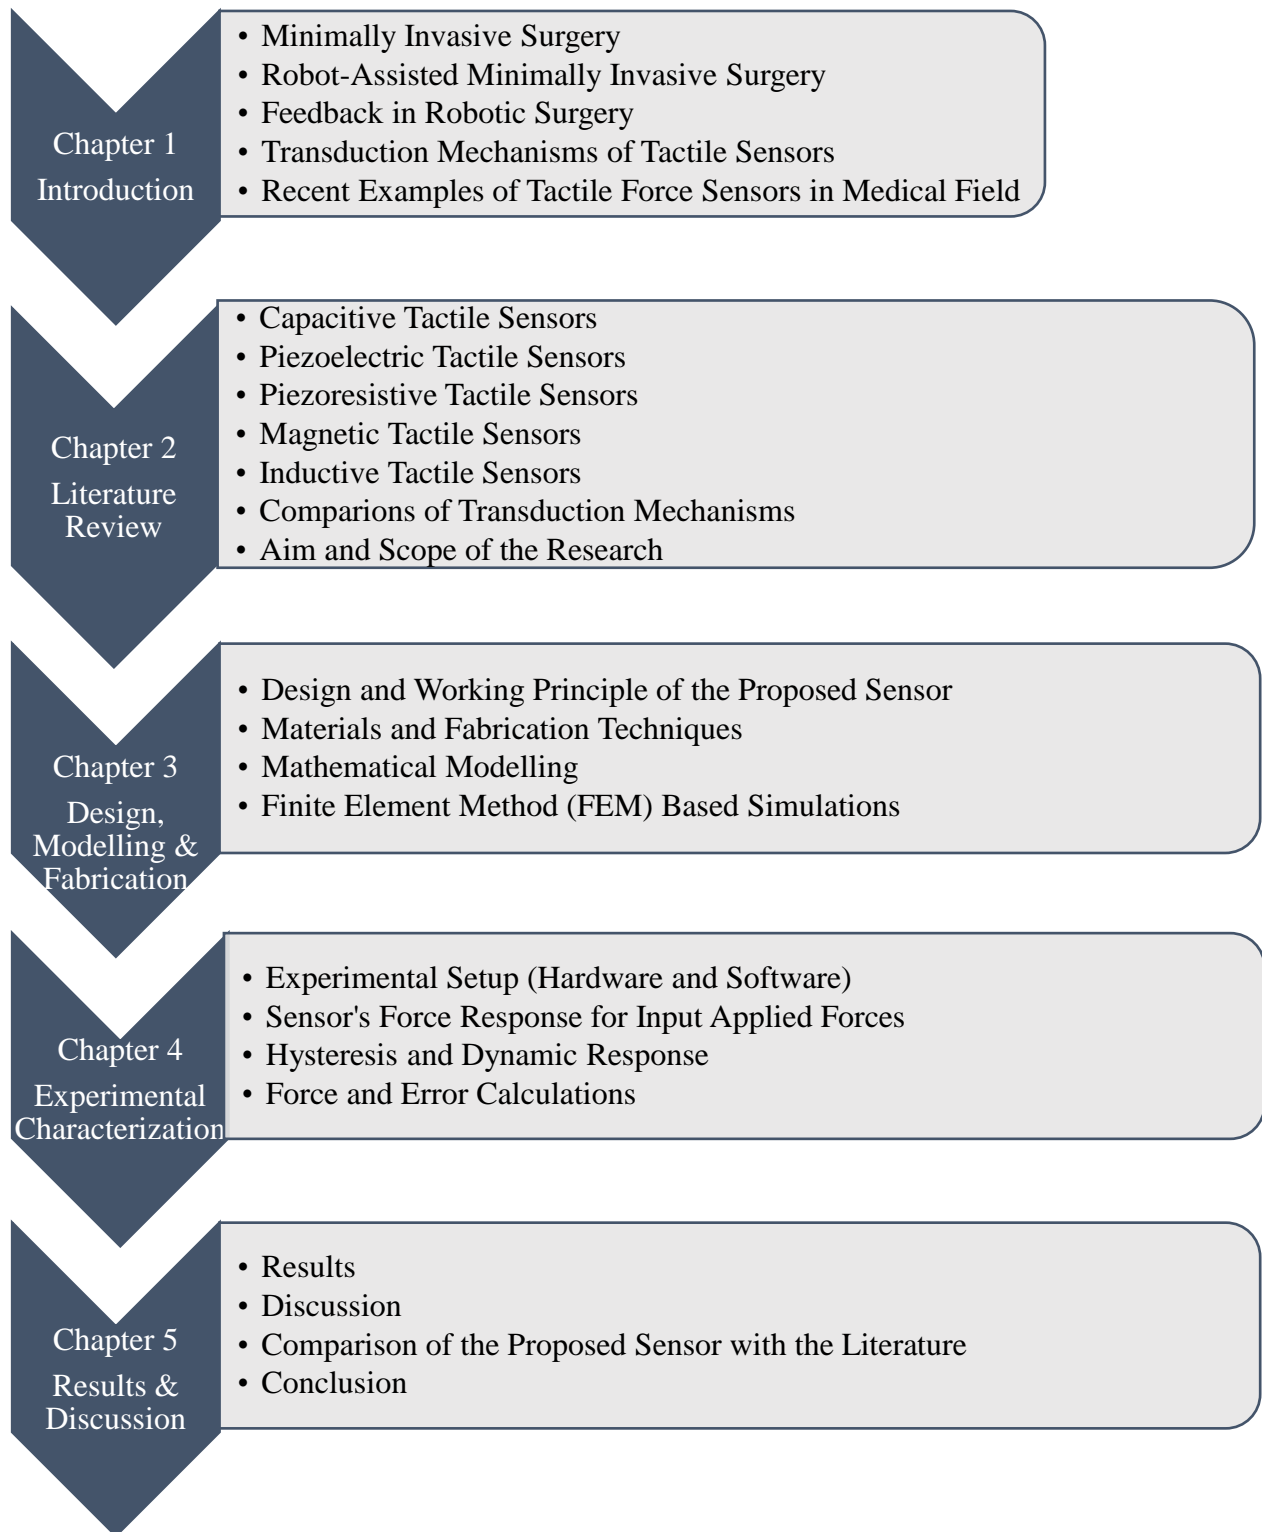 Chapter 1
Introduction
• Minimally Invasive Surgery
• Robot-Assisted Minimally Invasive Surgery
• Feedback in Robotic Surgery
• Transduction Mechanisms of Tactile Sensors
• Recent Examples of Tactile Force Sensors in Medical Field
Chapter 2
Literature
Review
• Capacitive Tactile Sensors
• Piezoelectric Tactile Sensors
• Piezoresistive Tactile Sensors
• Magnetic Tactile Sensors
• Inductive Tactile Sensors
• Comparions of Transduction Mechanisms
• Aim and Scope of the Research
Chapter 3
Design,
Modelling &
Fabrication
• Design and Working Principle of the Proposed Sensor
• Materials and Fabrication Techniques
• Mathematical Modelling
• Finite Element Method (FEM) Based Simulations
Chapter 4
Experimental
Characterization
• Experimental Setup (Hardware and Software)
• Sensor's Force Response for Input Applied Forces
• Hysteresis and Dynamic Response
• Force and Error Calculations
Chapter 5
Results &
Discussion
• Results
• Discussion
• Comparison of the Proposed Sensor with the Literature
• Conclusion